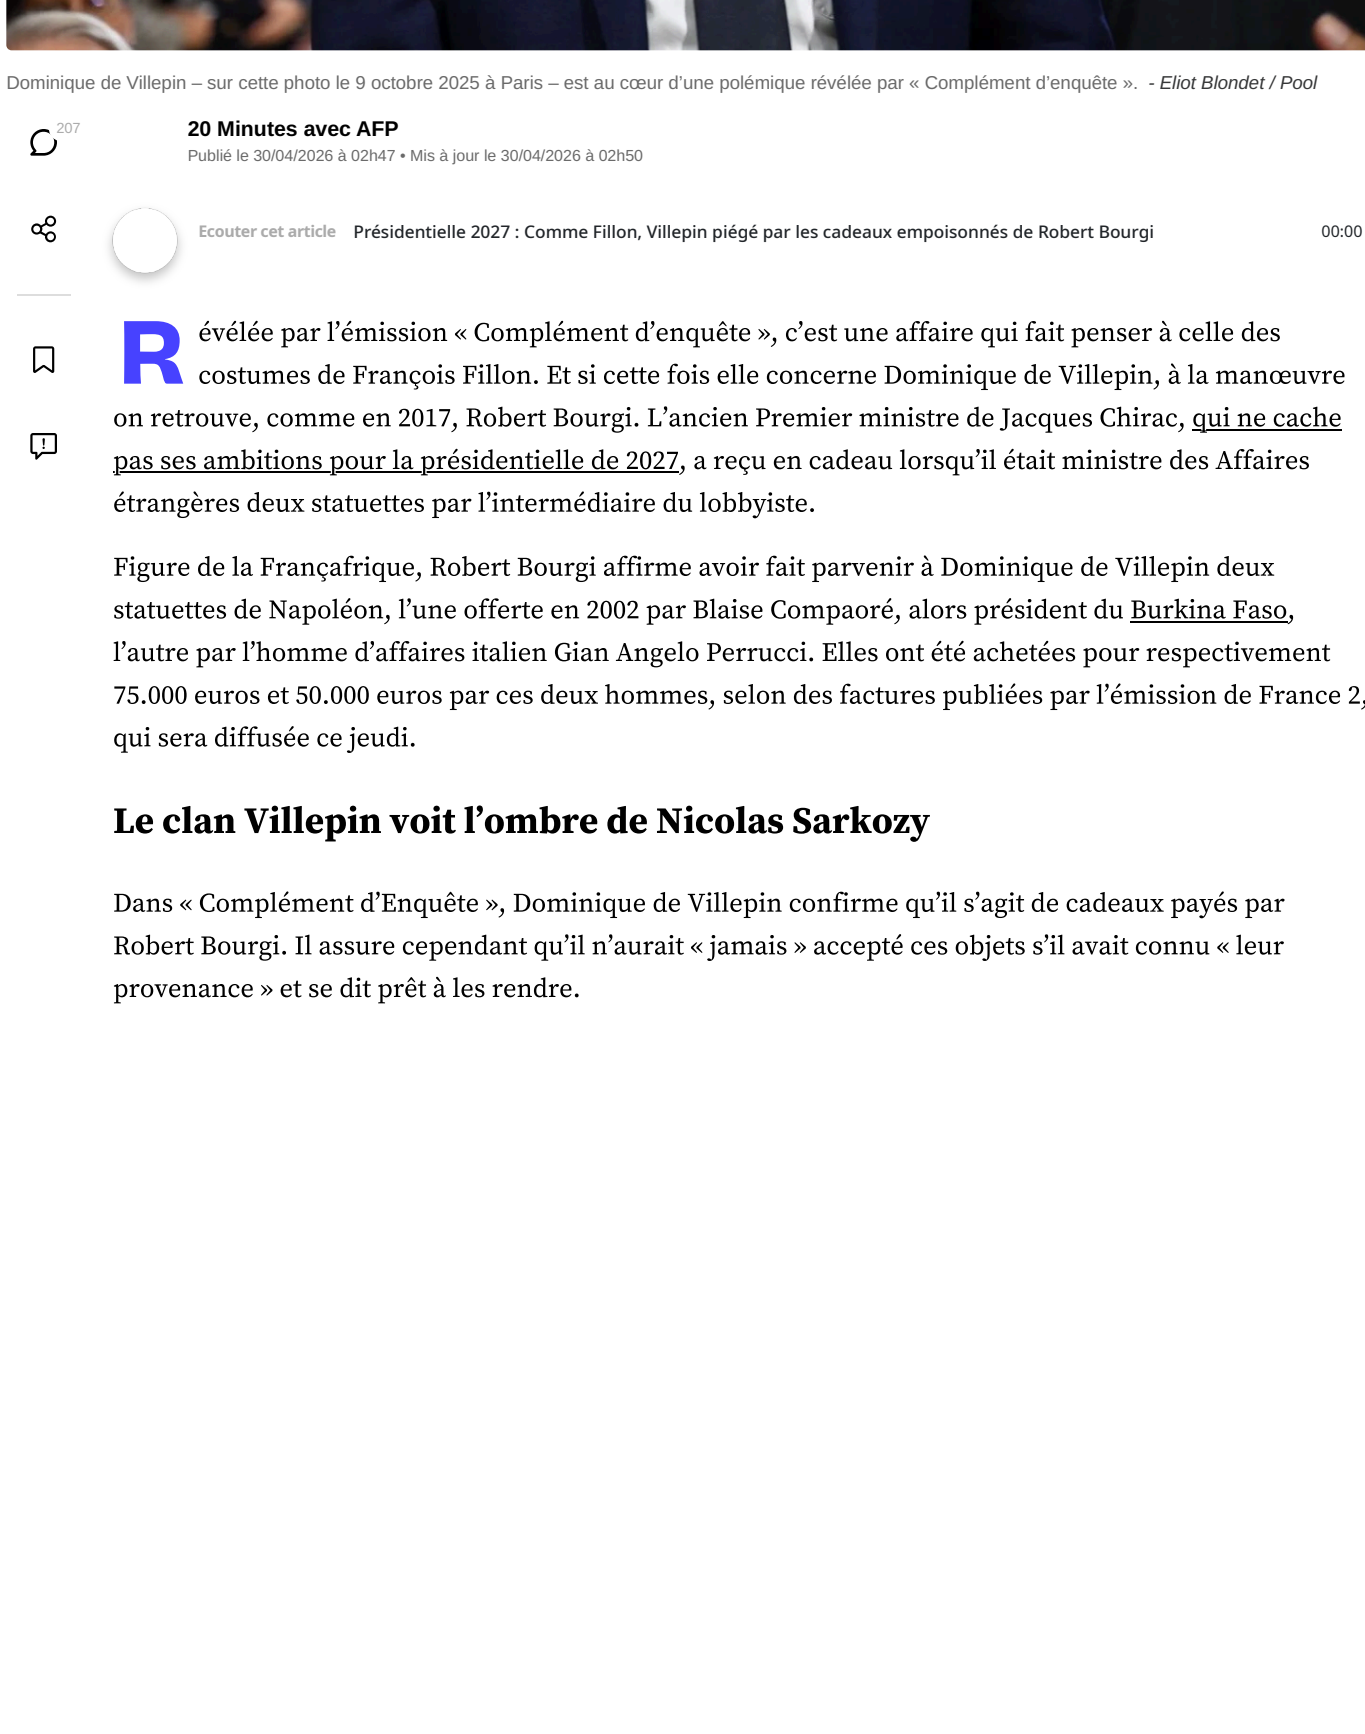 Dominique de Villepin – sur cette photo le 9 octobre 2025 à Paris – est au cœur d’une polémique révélée par « Complément d’enquête ». - Eliot Blondet / Pool
207
20 Minutes avec AFP
Publié le 30/04/2026 à 02h47 • Mis à jour le 30/04/2026 à 02h50
Ecouter cet article Présidentielle 2027 : Comme Fillon, Villepin piégé par les cadeaux empoisonnés de Robert Bourgi 00:00
Révélée par l’émission « Complément d’enquête », c’est une affaire qui fait penser à celle des
costumes de François Fillon. Et si cette fois elle concerne Dominique de Villepin, à la manœuvre
on retrouve, comme en 2017, Robert Bourgi. L’ancien Premier ministre de Jacques Chirac, qui ne cache
pas ses ambitions pour la présidentielle de 2027, a reçu en cadeau lorsqu’il était ministre des Affaires
étrangères deux statuettes par l’intermédiaire du lobbyiste.
Figure de la Françafrique, Robert Bourgi affirme avoir fait parvenir à Dominique de Villepin deux
statuettes de Napoléon, l’une offerte en 2002 par Blaise Compaoré, alors président du Burkina Faso,
l’autre par l’homme d’affaires italien Gian Angelo Perrucci. Elles ont été achetées pour respectivement
75.000 euros et 50.000 euros par ces deux hommes, selon des factures publiées par l’émission de France 2,
qui sera diffusée ce jeudi.
Le clan Villepin voit l’ombre de Nicolas Sarkozy
Dans « Complément d’Enquête », Dominique de Villepin confirme qu’il s’agit de cadeaux payés par
Robert Bourgi. Il assure cependant qu’il n’aurait « jamais » accepté ces objets s’il avait connu « leur
provenance » et se dit prêt à les rendre.